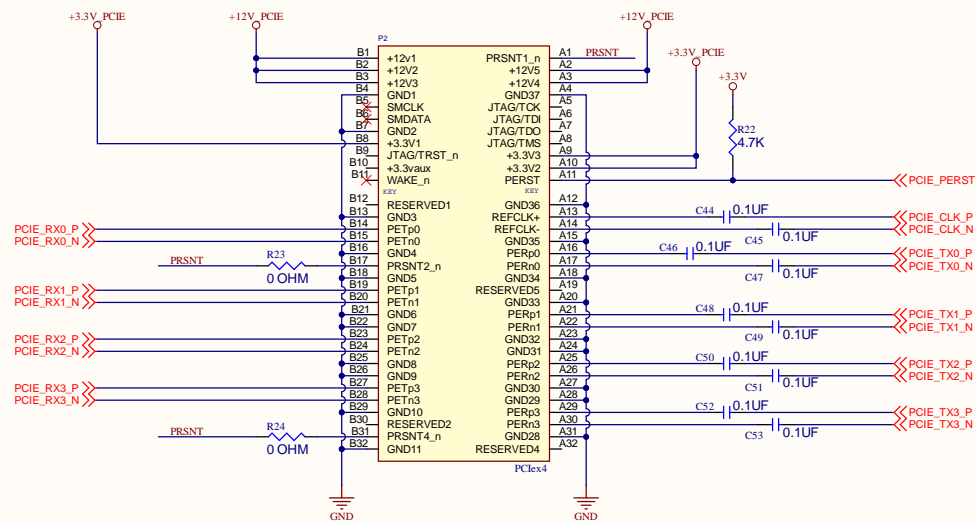 +3.3V_PCIE
+12V_PCIE
+12V_PCIE
+3.3V_PCIE
+3.3V
P2
B1 +12v1 PRSNT1_n A1 PRSNT
B2 +12V2 +12V5 A2
B3 +12V3 +12V4 A3
B4 GND1 GND37 A4
B5 SMCLK JTAG/TCK A5
B6 SMDATA JTAG/TDI A6
B7 GND2 JTAG/TDO A7
B8 +3.3V1 JTAG/TMS A8
B9 JTAG/TRST_n +3.3V3 A9
B10 +3.3vaux +3.3V2 A10
B11 WAKE_n PERST A11 PCIE_PERST
R22
4.7K
KEY KEY
B12 RESERVED1 GND36 A12
B13 GND3 REFCLK+ A13 C44 0.1UF PCIE_CLK_P
PCIE_RX0_P B14 PETp0 REFCLK- A14 C45 0.1UF PCIE_CLK_N
PCIE_RX0_N B15 PETn0 GND35 A15
B16 GND4 PERp0 A16 C46 0.1UF PCIE_TX0_P
PRSNT R23 0 OHM B17 PRSNT2_n PERn0 A17 C47 0.1UF PCIE_TX0_N
B18 GND5 GND34 A18
PCIE_RX1_P B19 PETp1 RESERVED5 A19
PCIE_RX1_N B20 PETn1 GND33 A20
B21 GND6 PERp1 A21 C48 0.1UF PCIE_TX1_P
B22 GND7 PERn1 A22 C49 0.1UF PCIE_TX1_N
PCIE_RX2_P B23 PETp2 GND32 A23
PCIE_RX2_N B24 PETn2 GND31 A24
B25 GND8 PERp2 A25 C50 0.1UF PCIE_TX2_P
B26 GND9 PERn2 A26 C51 0.1UF PCIE_TX2_N
PCIE_RX3_P B27 PETp3 GND30 A27
PCIE_RX3_N B28 PETn3 GND29 A28
B29 GND10 PERp3 A29 C52 0.1UF PCIE_TX3_P
B30 RESERVED2 PERn3 A30 C53 0.1UF PCIE_TX3_N
PRSNT R24 0 OHM B31 PRSNT4_n GND28 A31
B32 GND11 RESERVED4 A32
PCIex4
GND
GND